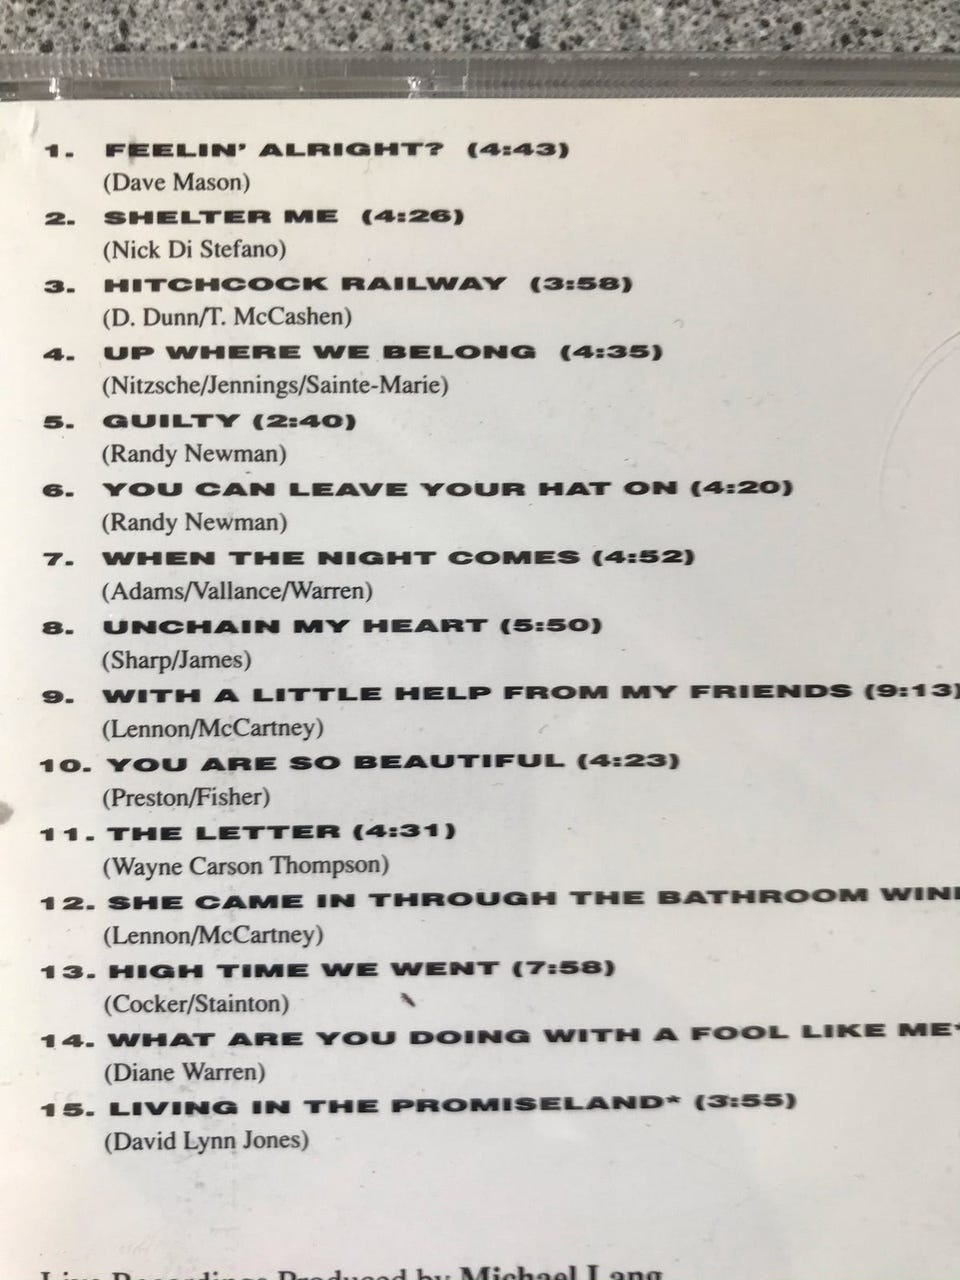 1. FEELIN' ALRIGHT? (4:43)
(Dave Mason)
2. SHELTER ME (4:26)
(Nick Di Stefano)
3. HITCHCOCK RAILWAY (3:58)
(D. Dunn/T. McCashen)
4. UP WHERE WE BELONG (4:35)
(Nitzsche/Jennings/Sainte-Marie)
5. GUILTY (2:40)
(Randy Newman)
6. YOU CAN LEAVE YOUR HAT ON (4:20)
(Randy Newman)
7. WHEN THE NIGHT COMES (4:52)
(Adams/Vallance/Warren)
8. UNCHAIN MY HEART (5:50)
(Sharp/James)
9. WITH A LITTLE HELP FROM MY FRIENDS (9:13)
(Lennon/McCartney)
10. YOU ARE SO BEAUTIFUL (4:23)
(Preston/Fisher)
11. THE LETTER (4:31)
(Wayne Carson Thompson)
12. SHE CAME IN THROUGH THE BATHROOM
(Lennon/McCartney)
13. HIGH TIME WE WENT (7:58)
(Cocker/Stainton)
14. WHAT ARE YOU DOING WITH A FOOL LIKE ME*
(Diane Warren)
15. LIVING IN THE PROMISELAND* (3:55)
(David Lynn Jones)
Live Recordings Produced by Michael Lang